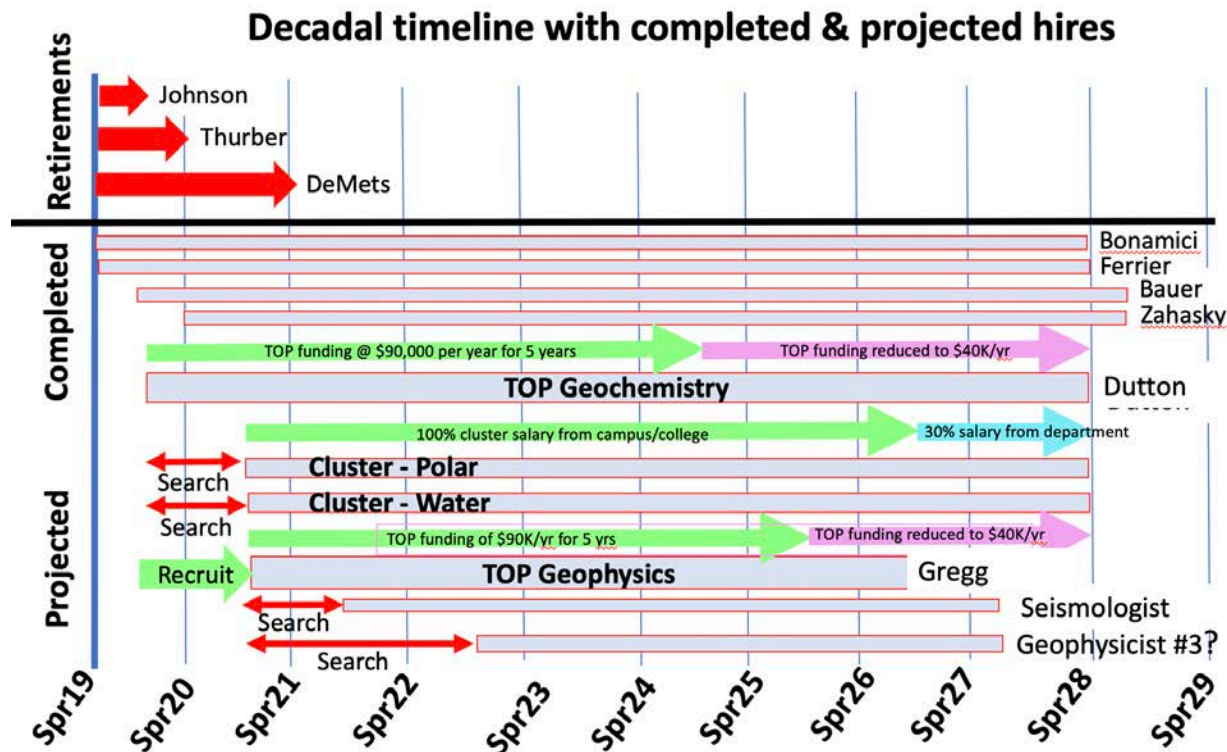 Decadal timeline with completed & projected hires
Retirements
Johnson
Thurber
DeMets
Completed
Bonamici
Ferrier
Bauer
Zahasky
TOP funding @ $90,000 per year for 5 years
TOP funding reduced to $40K/yr
TOP Geochemistry
Dutton
100% cluster salary from campus/college
30% salary from department
Projected
Cluster - Polar
Search
Cluster - Water
Search
TOP funding of $90K/yr for 5 yrs
TOP funding reduced to $40K/yr
Recruit
TOP Geophysics
Gregg
Search
Seismologist
Search
Geophysicist #3?
Spr19
Spr20
Spr21
Spr22
Spr23
Spr24
Spr25
Spr26
Spr27
Spr28
Spr29